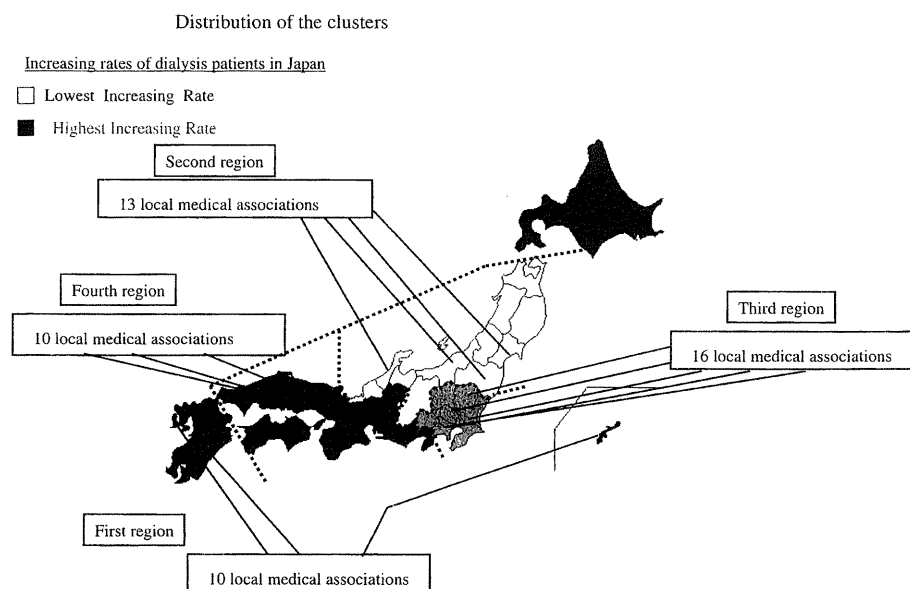 Distribution of the clusters
Increasing rates of dialysis patients in Japan
Lowest Increasing Rate
Highest Increasing Rate
Second region
13 local medical associations
Fourth region
10 local medical associations
Third region
16 local medical associations
First region
10 local medical associations